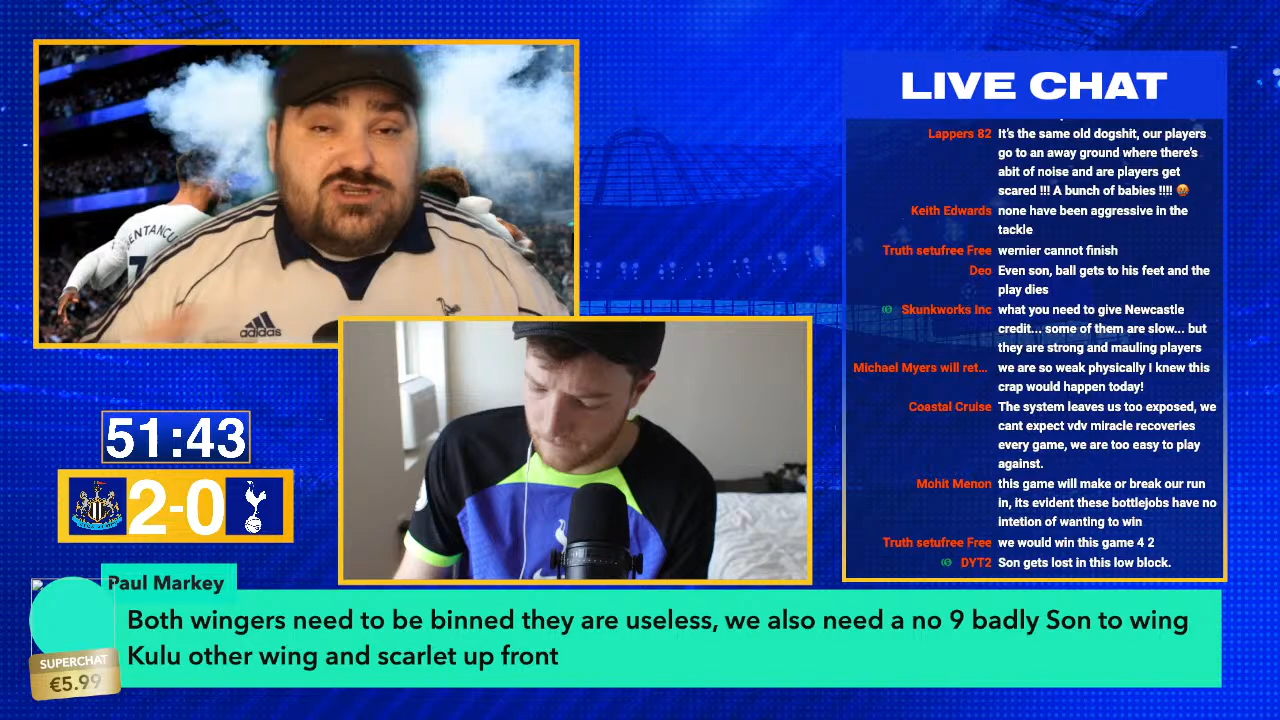 LIVE CHAT
Lappers 82 It's the same old dogshit, our players
go to an away ground where there's
abit of noise and are players get
scared !!! A bunch of babies !!!! 🤬
Keith Edwards none have been aggressive in the
tackle
Truth setufree Free wernier cannot finish
Deo Even son, ball gets to his feet and the
play dies
Skunkworks Inc what you need to give Newcastle
credit... some of them are slow... but
they are strong and mauling players
Michael Myers will ret... we are so weak physically I knew this
crap would happen today!
Coastal Cruise The system leaves us too exposed, we
cant expect vdv miracle recoveries
every game, we are too easy to play
against.
Mohit Menon this game will make or break our run
in, its evident these bottlejobs have no
intetion of wanting to win
Truth setufree Free we would win this game 4 2
DYT2 Son gets lost in this low block.
ENTANCU
7
adidas
51:43
2-0
Paul Markey
Both wingers need to be binned they are useless, we also need a no 9 badly Son to wing
Kulu other wing and scarlet up front
SUPERCHAT
€5.99